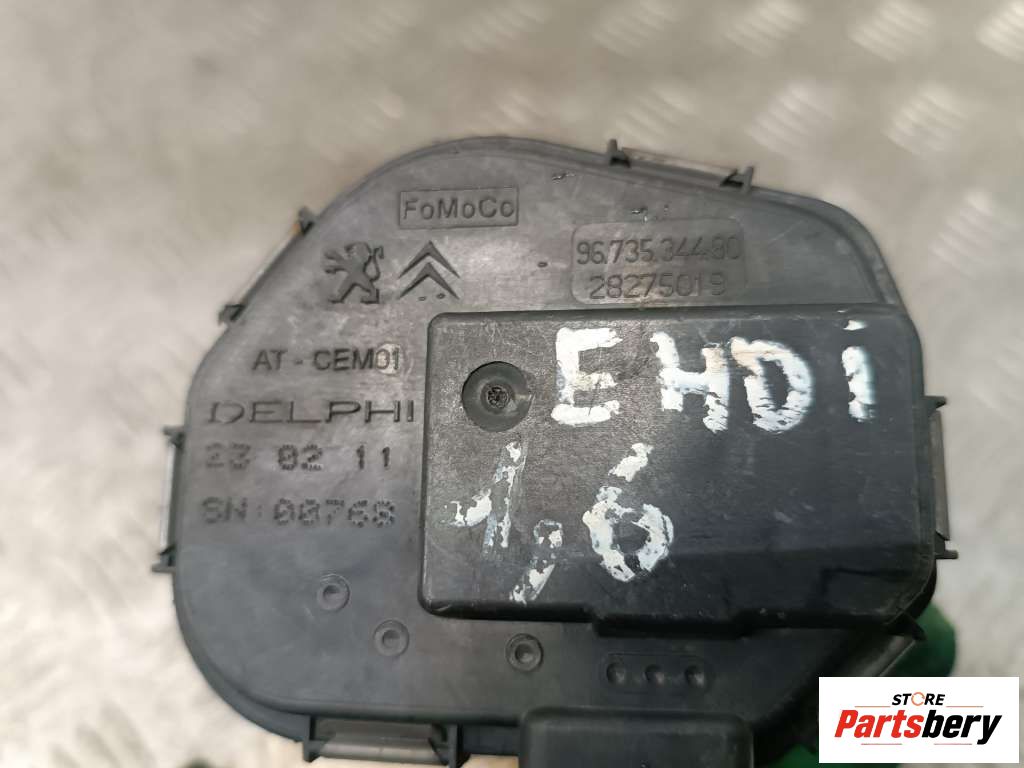 FoMoCo
96.735.344.80
28275019
AT - CEM01
DELPHI
23 02 11
SN:00768
EHDI
1,6
STORE
Partsbery